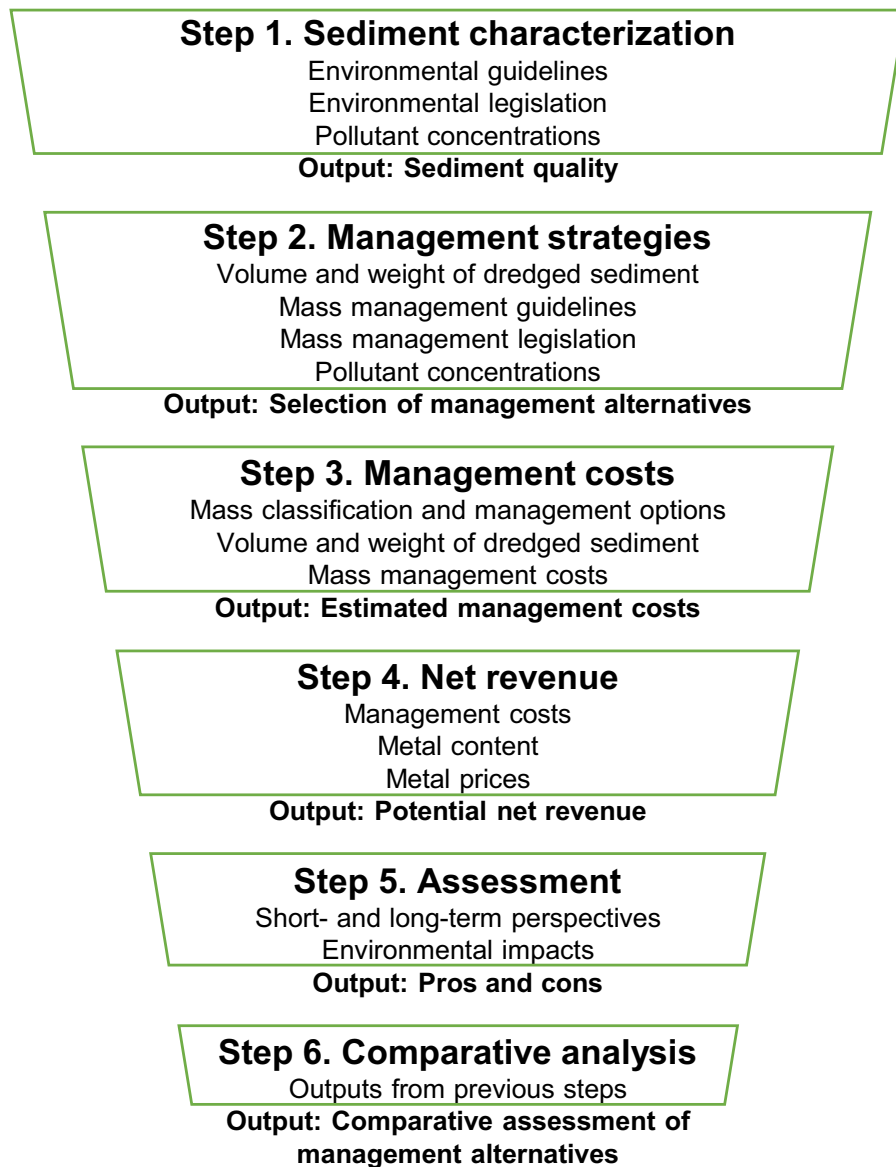 Step 1. Sediment characterization
Environmental guidelines
Environmental legislation
Pollutant concentrations
Output: Sediment quality
Step 2. Management strategies
Volume and weight of dredged sediment
Mass management guidelines
Mass management legislation
Pollutant concentrations
Output: Selection of management alternatives
Step 3. Management costs
Mass classification and management options
Volume and weight of dredged sediment
Mass management costs
Output: Estimated management costs
Step 4. Net revenue
Management costs
Metal content
Metal prices
Output: Potential net revenue
Step 5. Assessment
Short- and long-term perspectives
Environmental impacts
Output: Pros and cons
Step 6. Comparative analysis
Outputs from previous steps
Output: Comparative assessment of
management alternatives